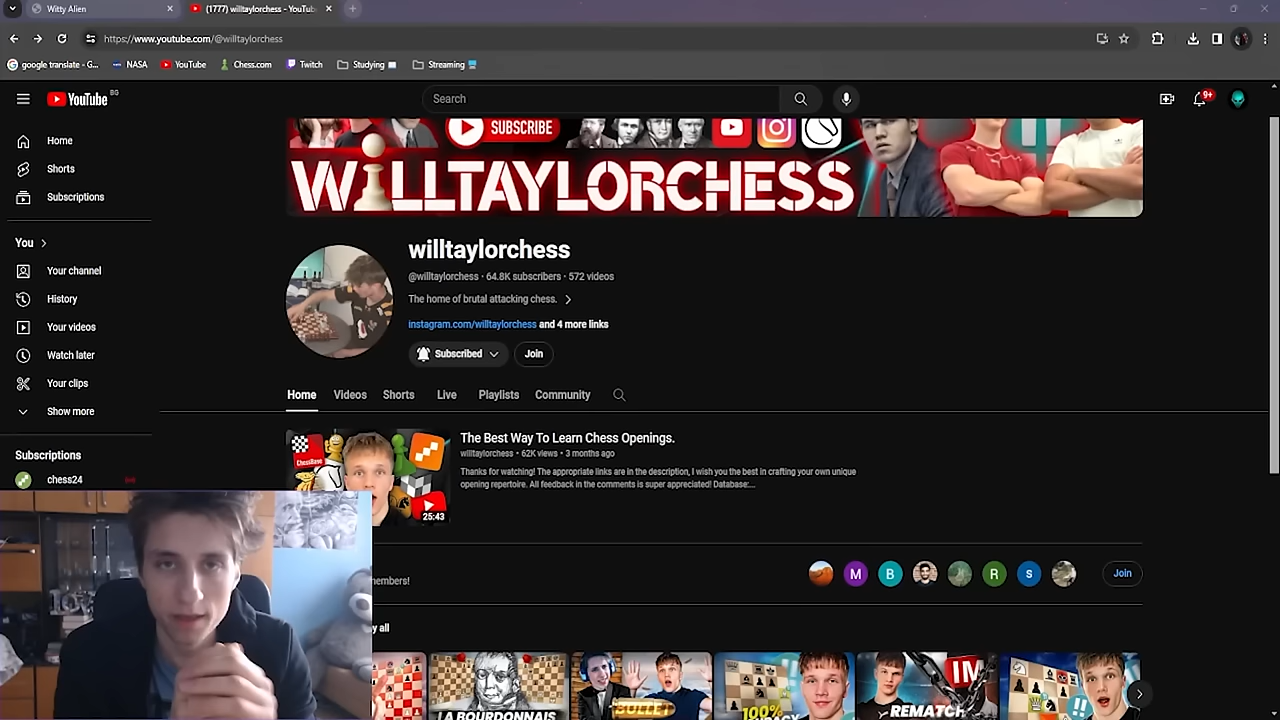 Witty Alien
(1777) willtaylorchess - YouTub
https://www.youtube.com/@willtaylorchess
google translate - G...
NASA
YouTube
Chess.com
Twitch
Studying
Streaming
YouTube BG
Search
9+
Home
Shorts
Subscriptions
You
Your channel
History
Your videos
Watch later
Your clips
Show more
Subscriptions
chess24
SUBSCRIBE
WILLTAYLORCHESS
willtaylorchess
@willtaylorchess · 64.8K subscribers · 572 videos
The home of brutal attacking chess.
instagram.com/willtaylorchess and 4 more links
Subscribed
Join
Home
Videos
Shorts
Live
Playlists
Community
ChessBase
25:43
The Best Way To Learn Chess Openings.
willtaylorchess · 62K views · 3 months ago
Thanks for watching! The appropriate links are in the description, I wish you the best in crafting your own unique
opening repertoire. All feedback in the comments is super appreciated! Database:...
members!
M
B
R
S
Join
y all
LA BOURDONNAIS
BULLET
100%
IM
REMATCH
!!